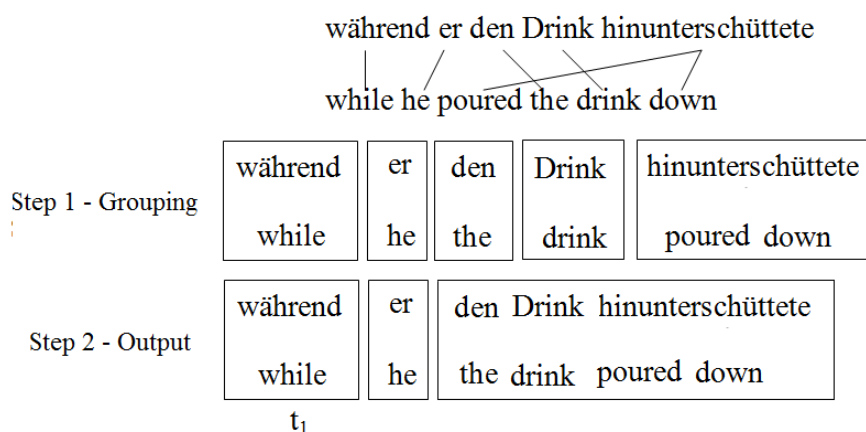 während er den Drink hinunterschüttete
while he poured the drink down
während er den Drink hinunterschüttete
Step 1 - Grouping
while he the drink poured down
während er den Drink hinunterschüttete
Step 2 - Output
while he the drink poured down
t₁